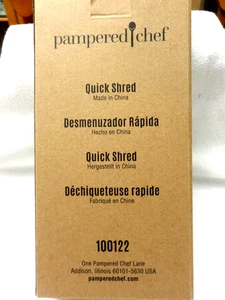 pampered chef
Quick Shred
Made in China
Desmenuzador Rápida
Hecho en China
Quick Shred
Hergestellt in China
Déchiqueteuse rapide
Fabriqué en Chine
100122
One Pampered Chef Lane
Addison, Illinois 60101-5630 USA
pamperedchef.com